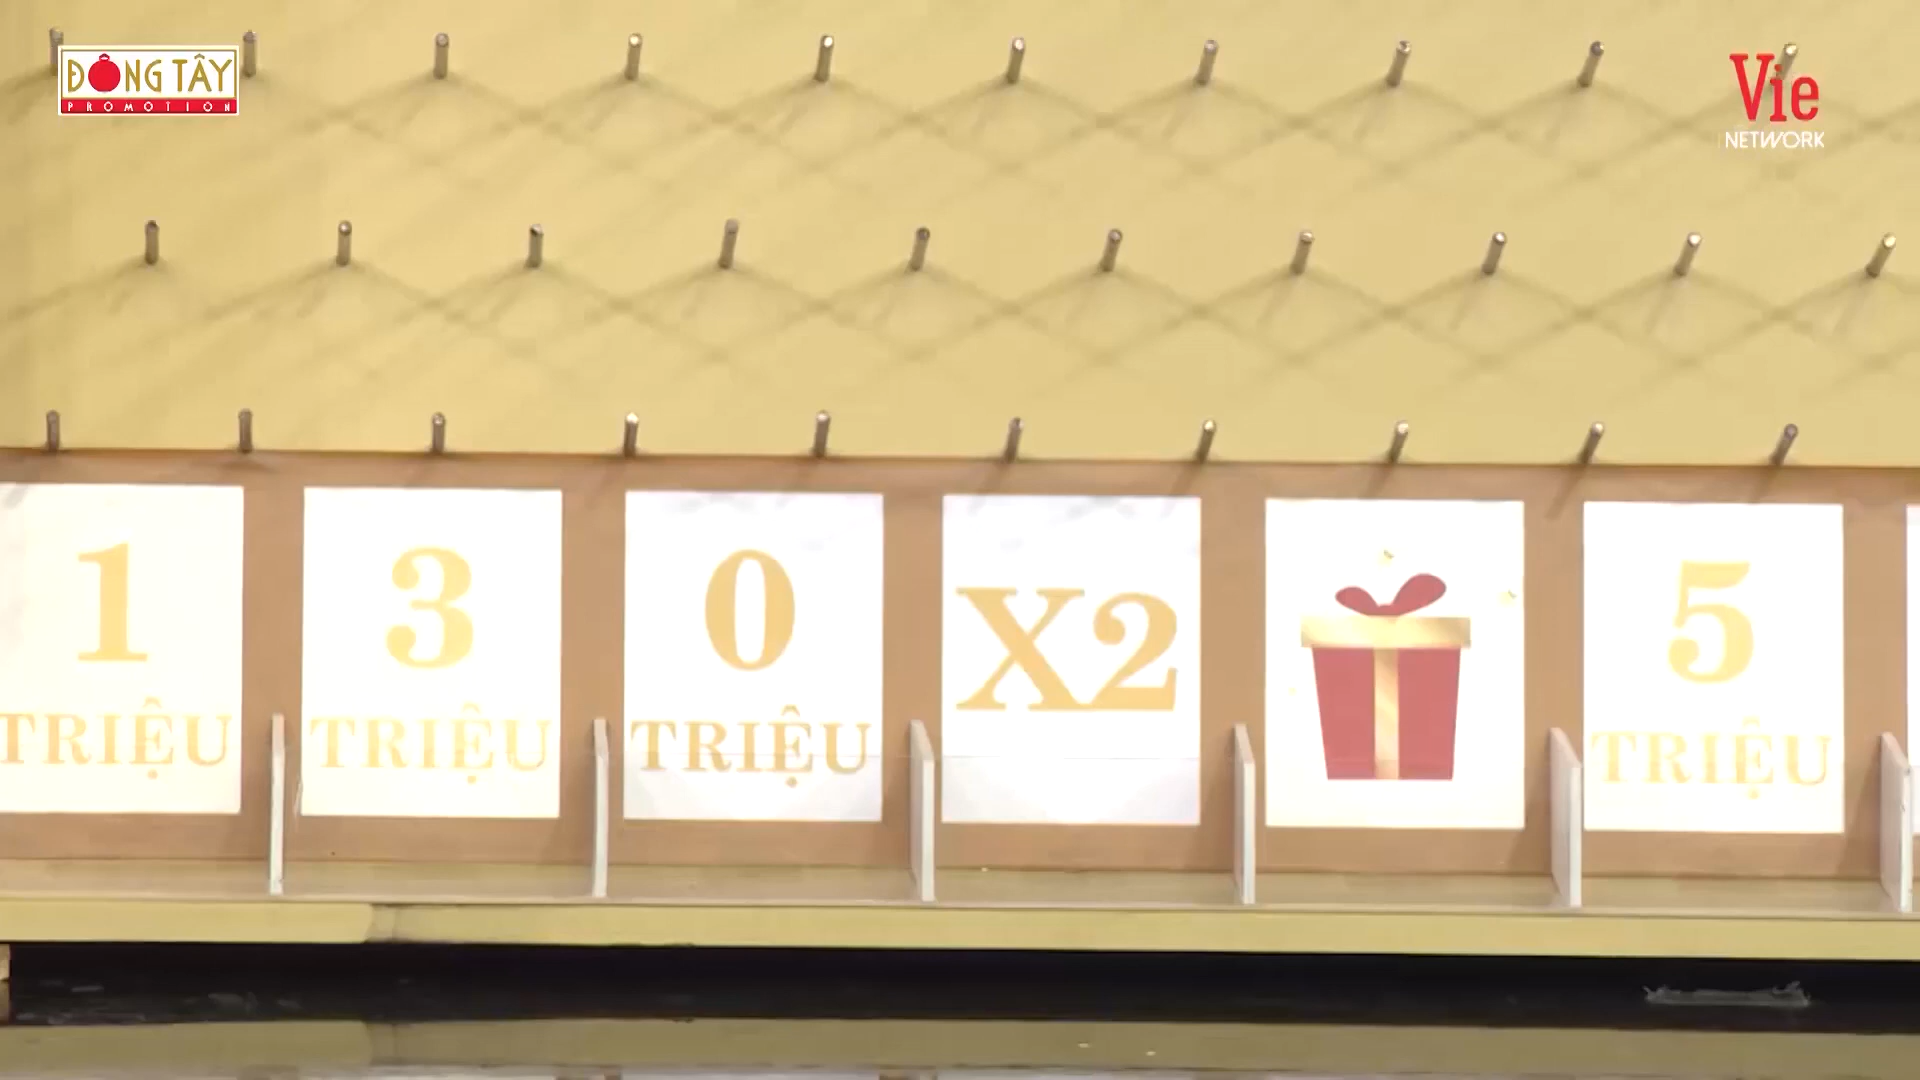 ĐÔNG TÂY
PROMOTION
Vie
NETWORK
1
TRIỆU
3
TRIỆU
0
TRIỆU
X2
5
TRIỆU